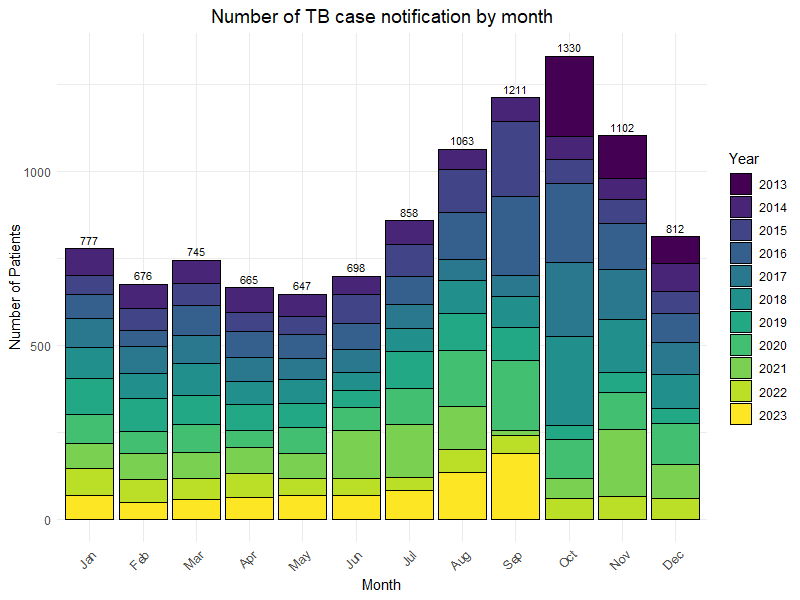 Number of TB case notification by month
1330
1211
1102
1063
858
812
777
745
698
676
665
647
Number of Patients
1000
500
0
Jan
Feb
Mar
Apr
May
Jun
Jul
Aug
Sep
Oct
Nov
Dec
Month
Year
2013
2014
2015
2016
2017
2018
2019
2020
2021
2022
2023